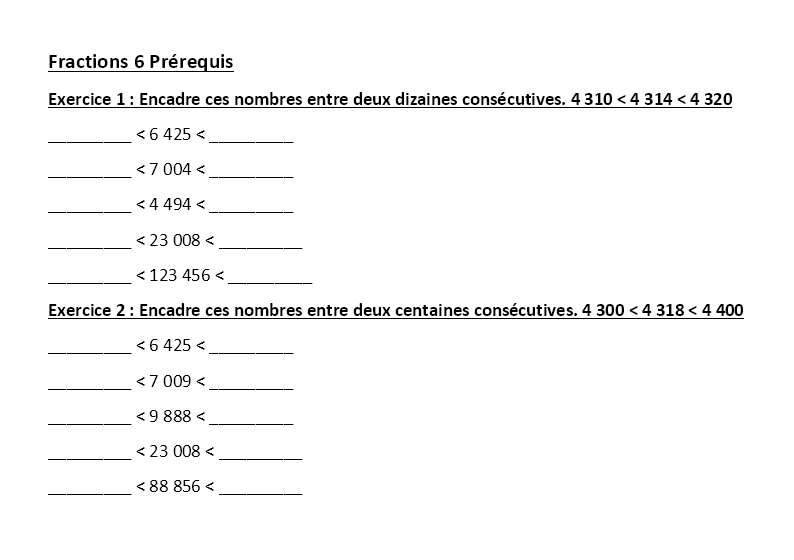 Fractions 6 Prérequis
Exercice 1 : Encadre ces nombres entre deux dizaines consécutives. 4 310 < 4 314 < 4 320
_________ < 6 425 < _________
_________ < 7 004 < _________
_________ < 4 494 < _________
_________ < 23 008 < _________
_________ < 123 456 < _________
Exercice 2 : Encadre ces nombres entre deux centaines consécutives. 4 300 < 4 318 < 4 400
_________ < 6 425 < _________
_________ < 7 009 < _________
_________ < 9 888 < _________
_________ < 23 008 < _________
_________ < 88 856 < _________